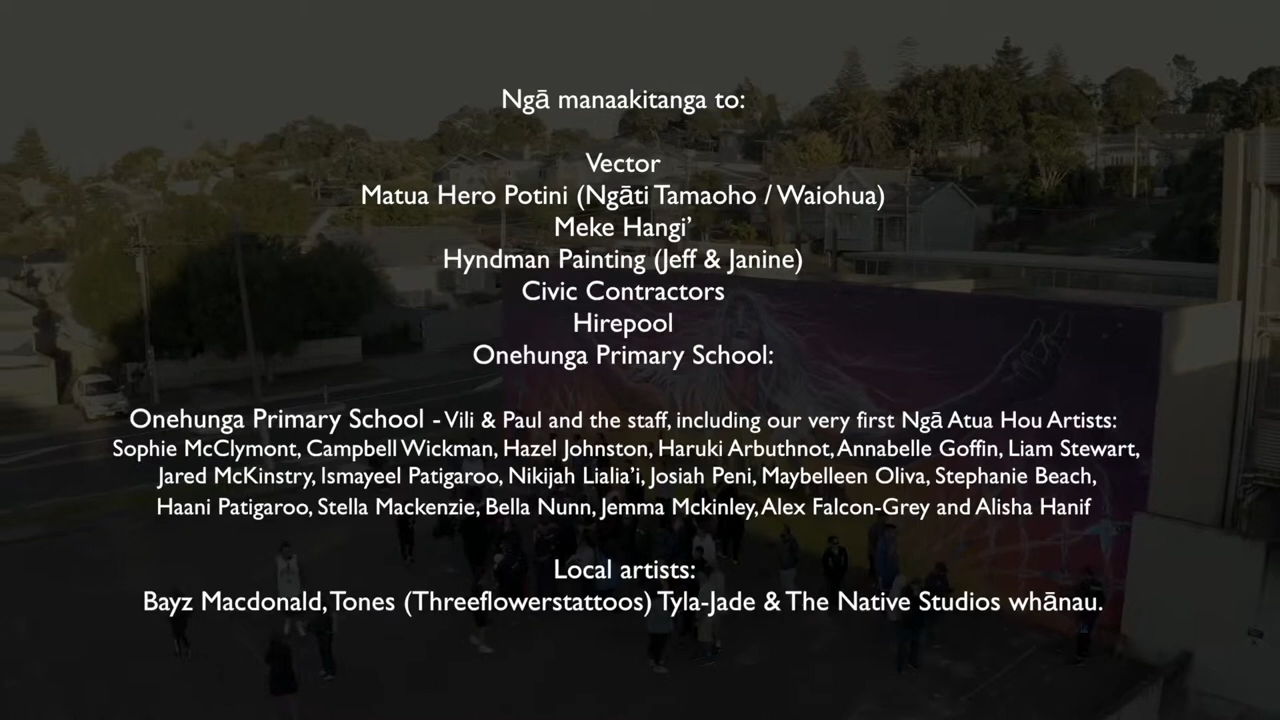 Ngā manaakitanga to:
Vector
Matua Hero Potini (Ngāti Tamaoho / Waiohua)
Meke Hangi’
Hyndman Painting (Jeff & Janine)
Civic Contractors
Hirepool
Onehunga Primary School:
Onehunga Primary School - Vili & Paul and the staff, including our very first Ngā Atua Hou Artists:
Sophie McClymont, Campbell Wickman, Hazel Johnston, Haruki Arbuthnot, Annabelle Goffin, Liam Stewart,
Jared McKinstry, Ismayeel Patigaroo, Nikijah Lialia’i, Josiah Peni, Maybelleen Oliva, Stephanie Beach,
Haani Patigaroo, Stella Mackenzie, Bella Nunn, Jemma Mckinley, Alex Falcon-Grey and Alisha Hanif
Local artists:
Bayz Macdonald, Tones (Threeflowerstattoos) Tyla-Jade & The Native Studios whānau.